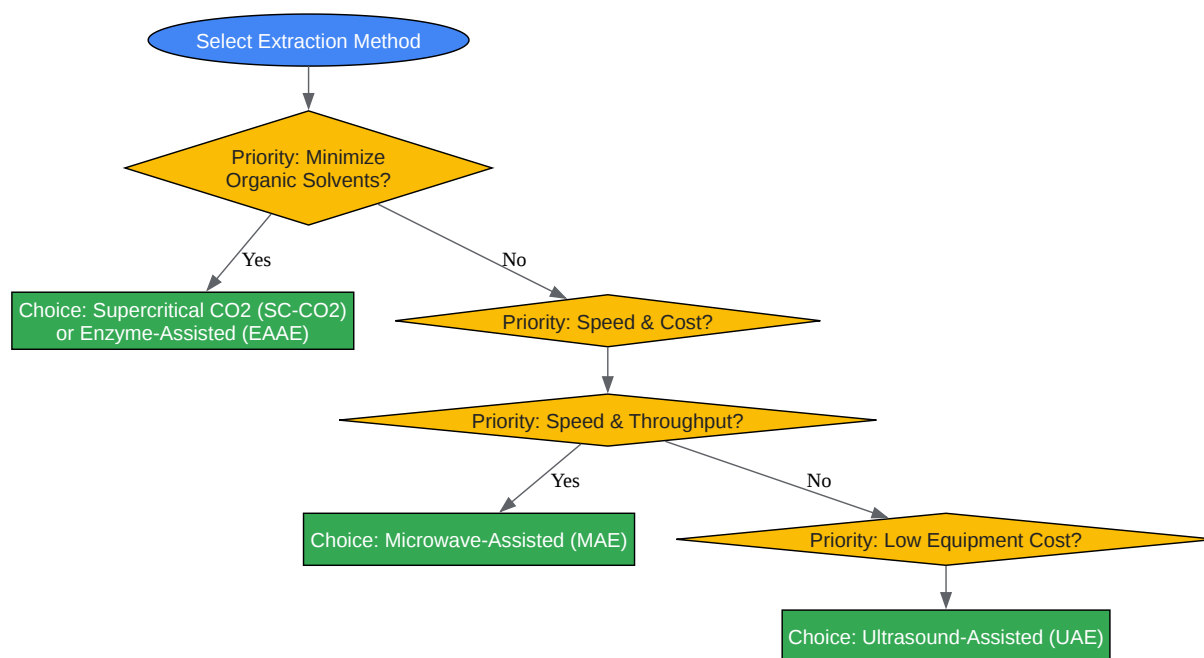 Select Extraction Method
Priority: Minimize
Organic Solvents?
Yes
No
Choice: Supercritical CO2 (SC-CO2)
or Enzyme-Assisted (EAAE)
Priority: Speed & Cost?
Priority: Speed & Throughput?
Yes
No
Choice: Microwave-Assisted (MAE)
Priority: Low Equipment Cost?
Choice: Ultrasound-Assisted (UAE)